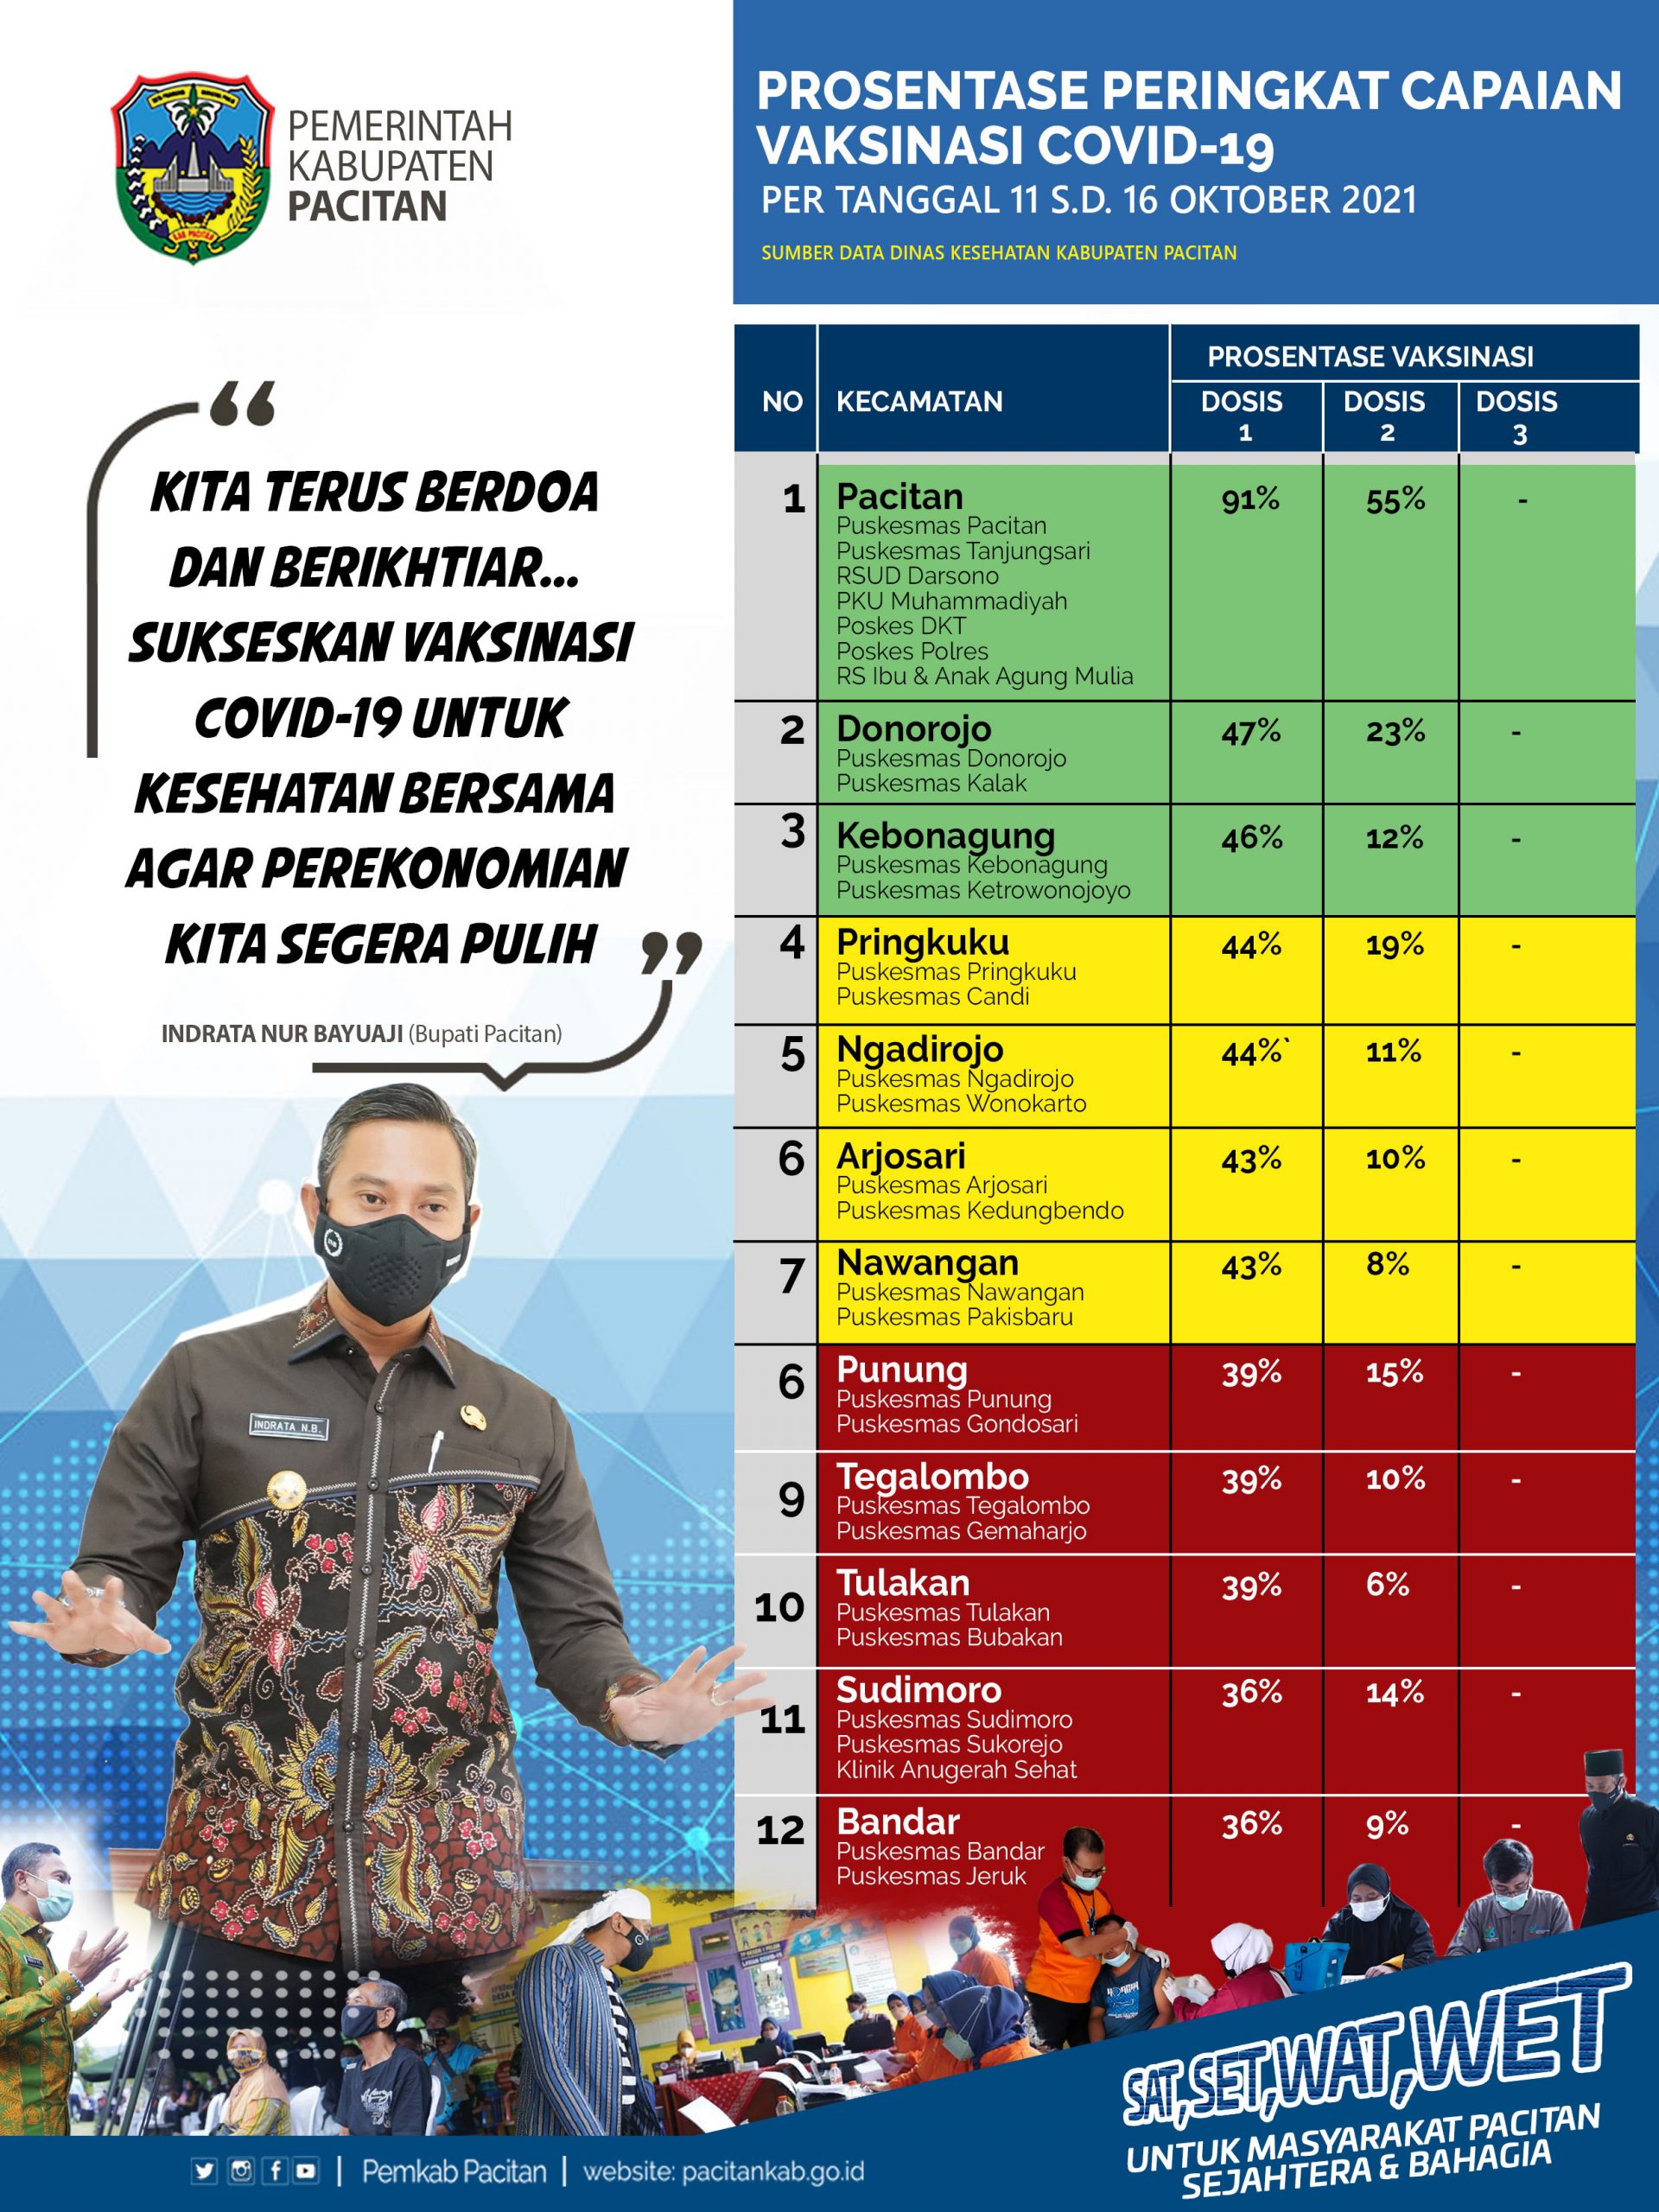 PEMERINTAH
KABUPATEN
PACITAN
PROSENTASE PERINGKAT CAPAIAN
VAKSINASI COVID-19
PER TANGGAL 11 S.D. 16 OKTOBER 2021
SUMBER DATA DINAS KESEHATAN KABUPATEN PACITAN
“
KITA TERUS BERDOA
DAN BERIKHTIAR...
SUKSESKAN VAKSINASI
COVID-19 UNTUK
KESEHATAN BERSAMA
AGAR PEREKONOMIAN
KITA SEGERA PULIH ”
INDRATA NUR BAYUAJI (Bupati Pacitan)
INDRATA N.B.
NO KECAMATAN PROSENTASE VAKSINASI
DOSIS 1 DOSIS 2 DOSIS 3
1 Pacitan 91% 55% -
Puskesmas Pacitan
Puskesmas Tanjungsari
RSUD Darsono
PKU Muhammadiyah
Poskes DKT
Poskes Polres
RS Ibu & Anak Agung Mulia
2 Donorojo 47% 23% -
Puskesmas Donorojo
Puskesmas Kalak
3 Kebonagung 46% 12% -
Puskesmas Kebonagung
Puskesmas Ketrowonojoyo
4 Pringkuku 44% 19% -
Puskesmas Pringkuku
Puskesmas Candi
5 Ngadirojo 44%` 11% -
Puskesmas Ngadirojo
Puskesmas Wonokarto
6 Arjosari 43% 10% -
Puskesmas Arjosari
Puskesmas Kedungbendo
7 Nawangan 43% 8% -
Puskesmas Nawangan
Puskesmas Pakisbaru
6 Punung 39% 15% -
Puskesmas Punung
Puskesmas Gondosari
9 Tegalombo 39% 10% -
Puskesmas Tegalombo
Puskesmas Gemaharjo
10 Tulakan 39% 6% -
Puskesmas Tulakan
Puskesmas Bubakan
11 Sudimoro 36% 14% -
Puskesmas Sudimoro
Puskesmas Sukorejo
Klinik Anugerah Sehat
12 Bandar 36% 9% -
Puskesmas Bandar
Puskesmas Jeruk
SAT,SET,WAT,WET
UNTUK MASYARAKAT PACITAN
SEJAHTERA & BAHAGIA
| Pemkab Pacitan | website: pacitankab.go.id